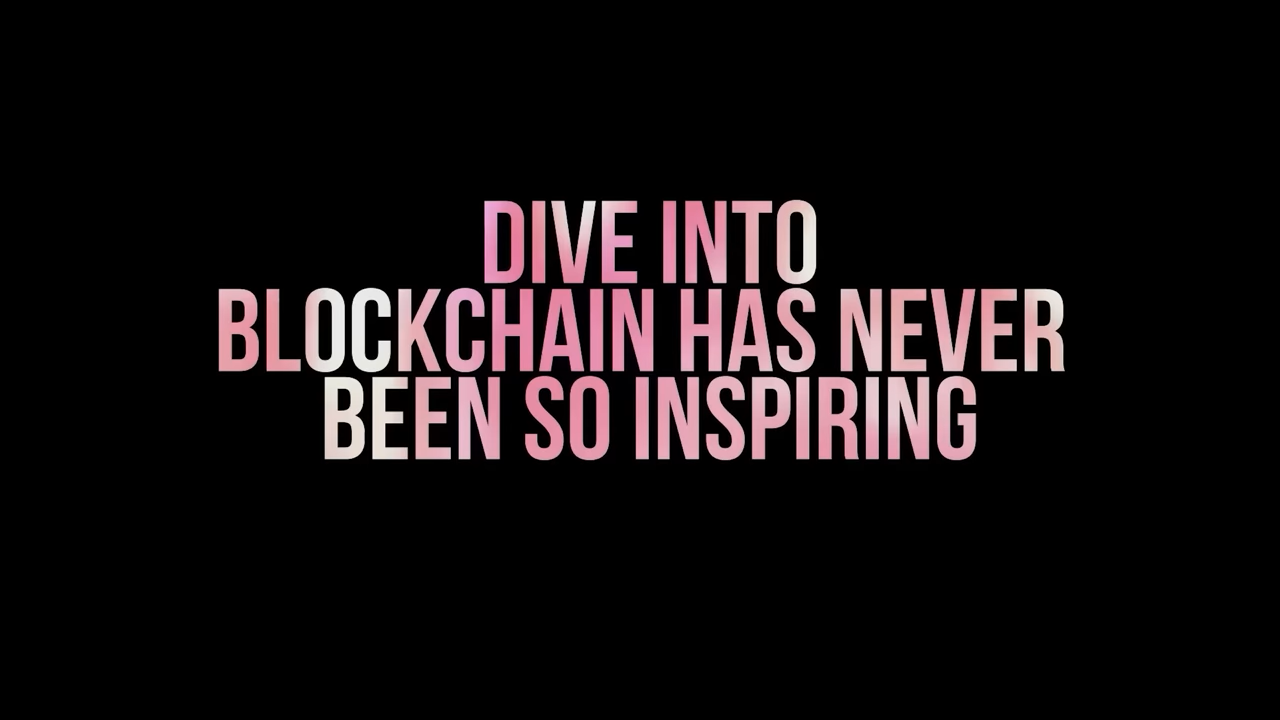 DIVE INTO
BLOCKCHAIN HAS NEVER
BEEN SO INSPIRING